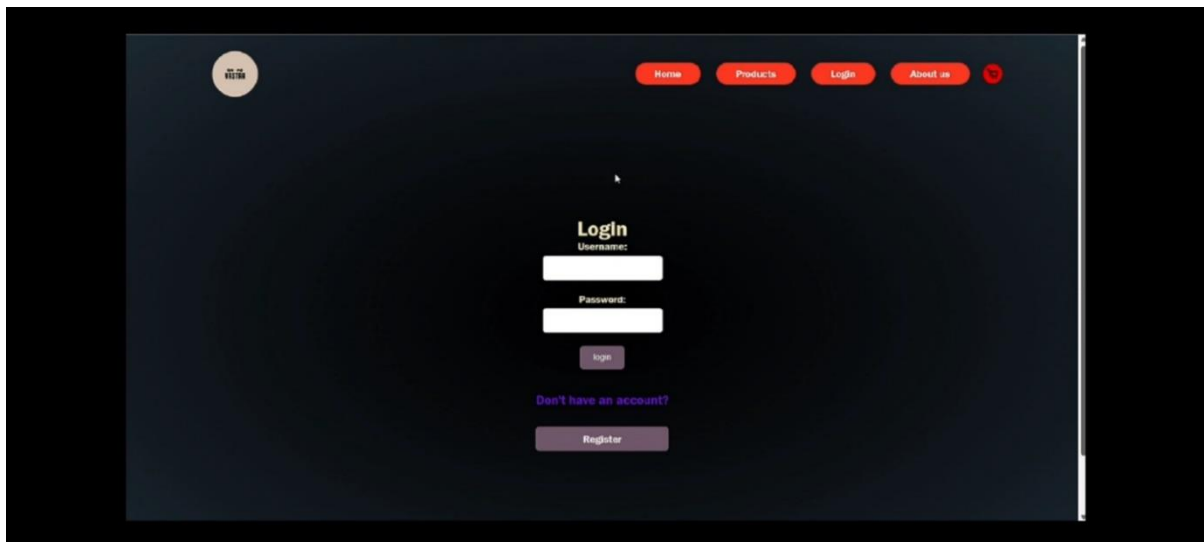 Home
Products
Login
About us
Login
Username:
Password:
login
Don't have an account?
Register